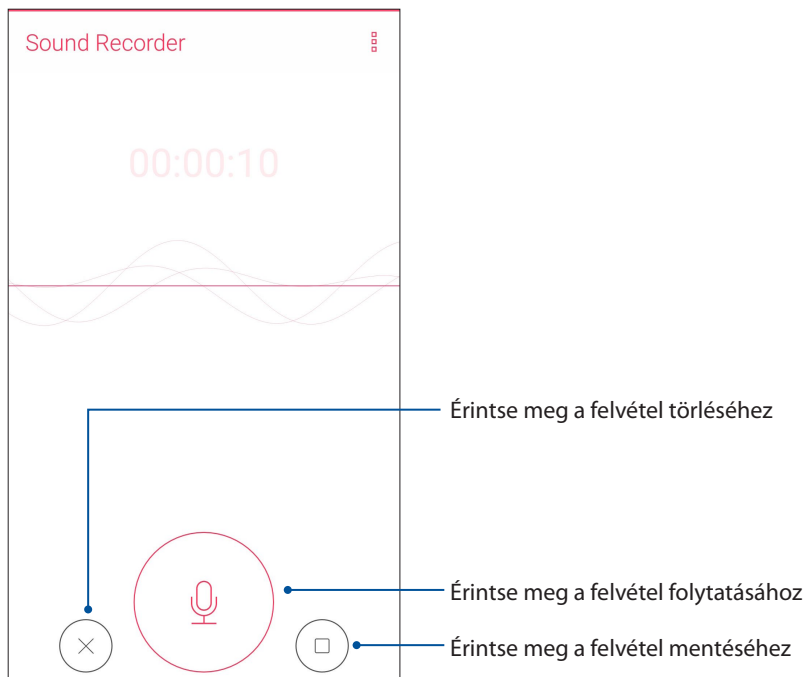 Sound Recorder
00:00:10
Érintse meg a felvétel törléséhez
Érintse meg a felvétel folytatásához
Érintse meg a felvétel mentéséhez